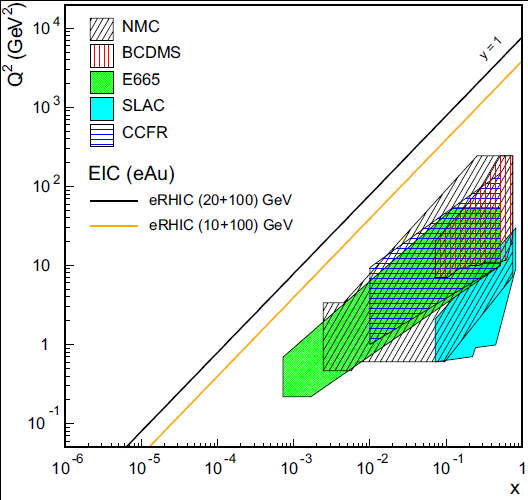 Q² (GeV²)
10⁴
10³
10²
10
1
10⁻¹
NMC
BCDMS
E665
SLAC
CCFR
EIC (eAu)
eRHIC (20+100) GeV
eRHIC (10+100) GeV
y = 1
10⁻⁶ 10⁻⁵ 10⁻⁴ 10⁻³ 10⁻² 10⁻¹ 1
x